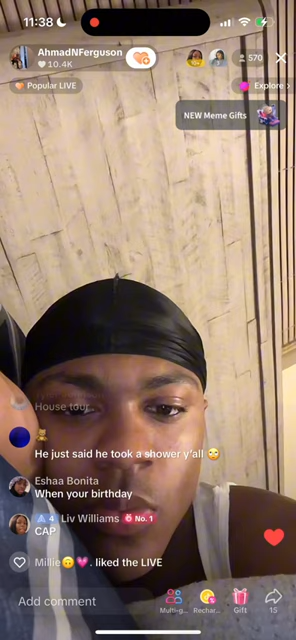 11:38
AhmadNFerguson
10.4K
570
Popular LIVE
Explore
NEW Meme Gifts
House tour
He just said he took a shower y'all 🙄
Eshaa Bonita
When your birthday
4 Liv Williams No. 1
CAP
Millie🙃💗. liked the LIVE
Add comment
Multi-g...
Rechar...
Gift
15